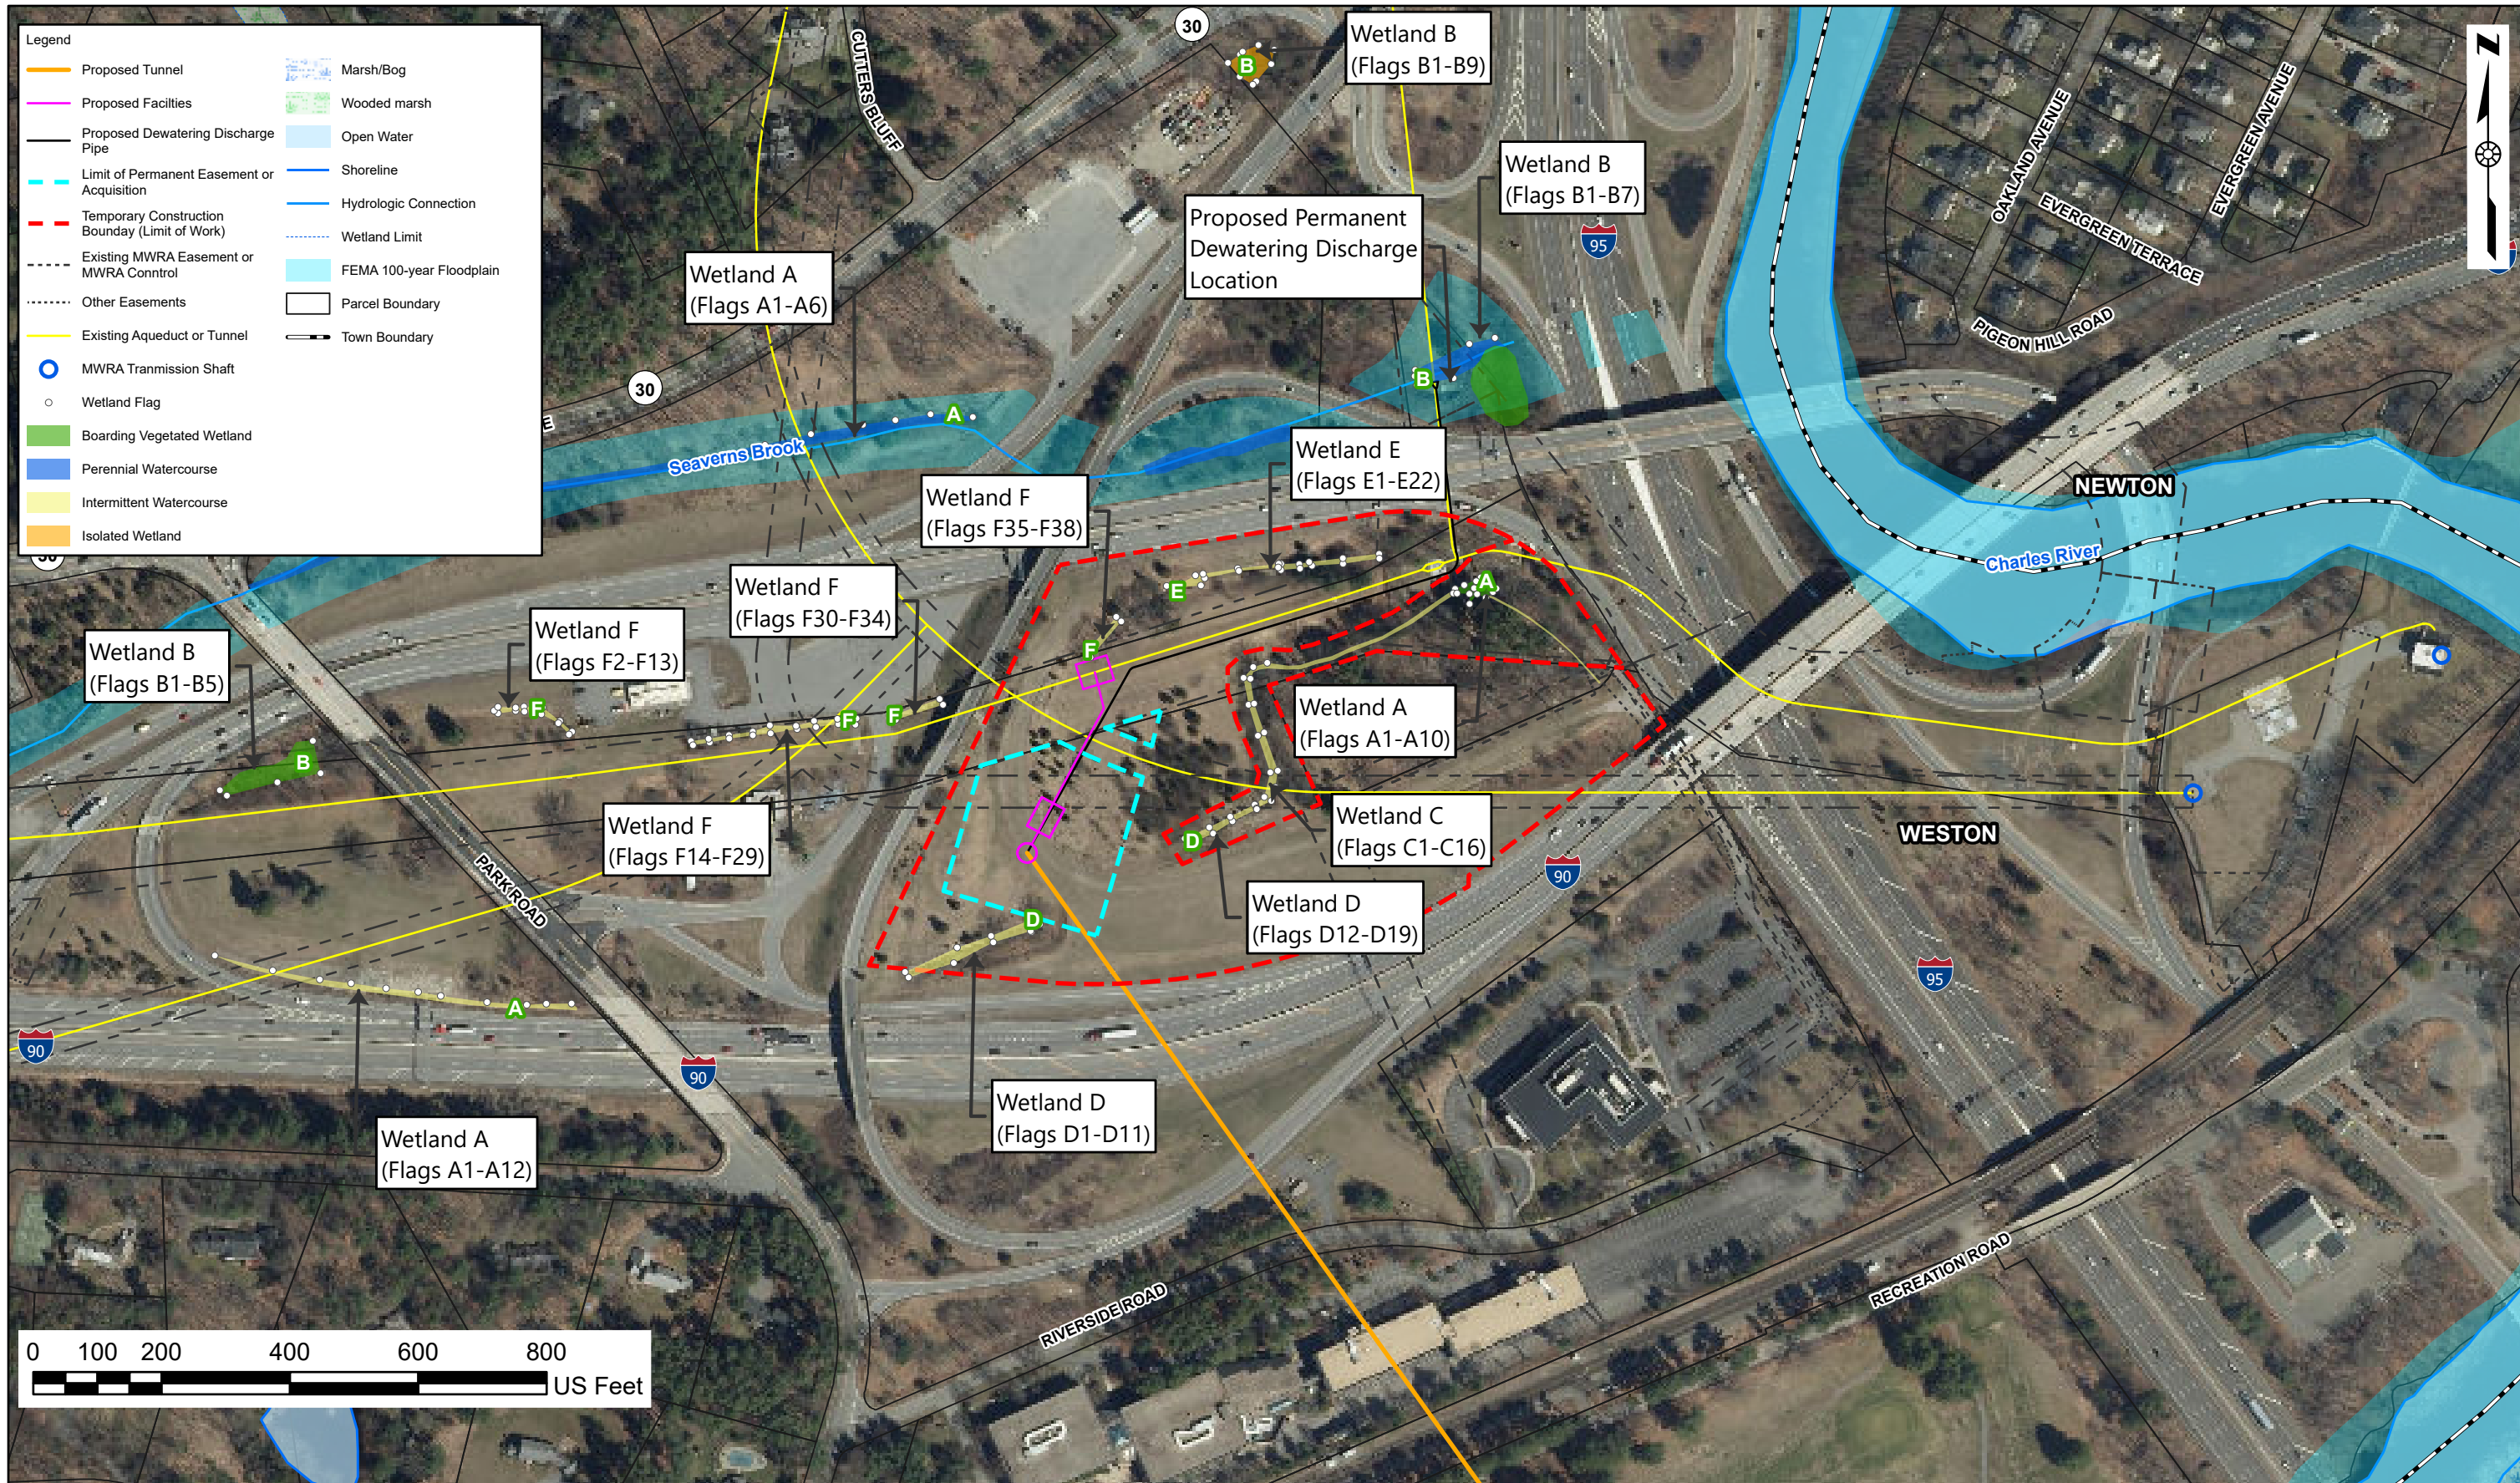 Legend
Proposed Tunnel
Proposed Facilties
Proposed Dewatering Discharge
Pipe
Limit of Permanent Easement or
Acquisition
Temporary Construction
Bounday (Limit of Work)
Existing MWRA Easement or
MWRA Conntrol
Other Easements
Existing Aqueduct or Tunnel
MWRA Tranmission Shaft
Wetland Flag
Boarding Vegetated Wetland
Perennial Watercourse
Intermittent Watercourse
Isolated Wetland
Marsh/Bog
Wooded marsh
Open Water
Shoreline
Hydrologic Connection
Wetland Limit
FEMA 100-year Floodplain
Parcel Boundary
Town Boundary
CUTTERS BLUFF
30
B
Wetland B
(Flags B1-B9)
Wetland B
(Flags B1-B7)
95
Proposed Permanent
Dewatering Discharge
Location
OAKLAND AVENUE
EVERGREEN AVENUE
EVERGREEN TERRACE
PIGEON HILL ROAD
N
Wetland A
(Flags A1-A6)
30
E
A
B
Seaverns Brook
Wetland E
(Flags E1-E22)
Wetland F
(Flags F35-F38)
NEWTON
Charles River
30
Wetland F
(Flags F30-F34)
Wetland F
(Flags F2-F13)
Wetland B
(Flags B1-B5)
E
A
F
F
F
F
B
Wetland A
(Flags A1-A10)
Wetland F
(Flags F14-F29)
Wetland C
(Flags C1-C16)
D
WESTON
90
PARK ROAD
Wetland D
(Flags D12-D19)
D
95
A
90
90
Wetland D
(Flags D1-D11)
Wetland A
(Flags A1-A12)
RIVERSIDE ROAD
RECREATION ROAD
0 100 200 400 600 800
US Feet